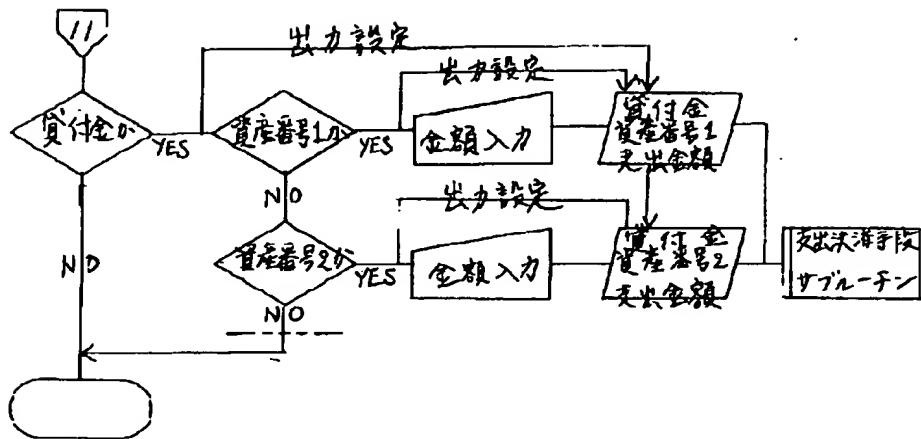 11
出力設定
出力設定
貸付金か
YES
資産番号1か
YES
金額入力
貸付金
資産番号1
支出金額
NO
NO
出力設定
資産番号2か
YES
金額入力
貸付金
資産番号2
支出金額
支出決済手段
サブルーチン
NO